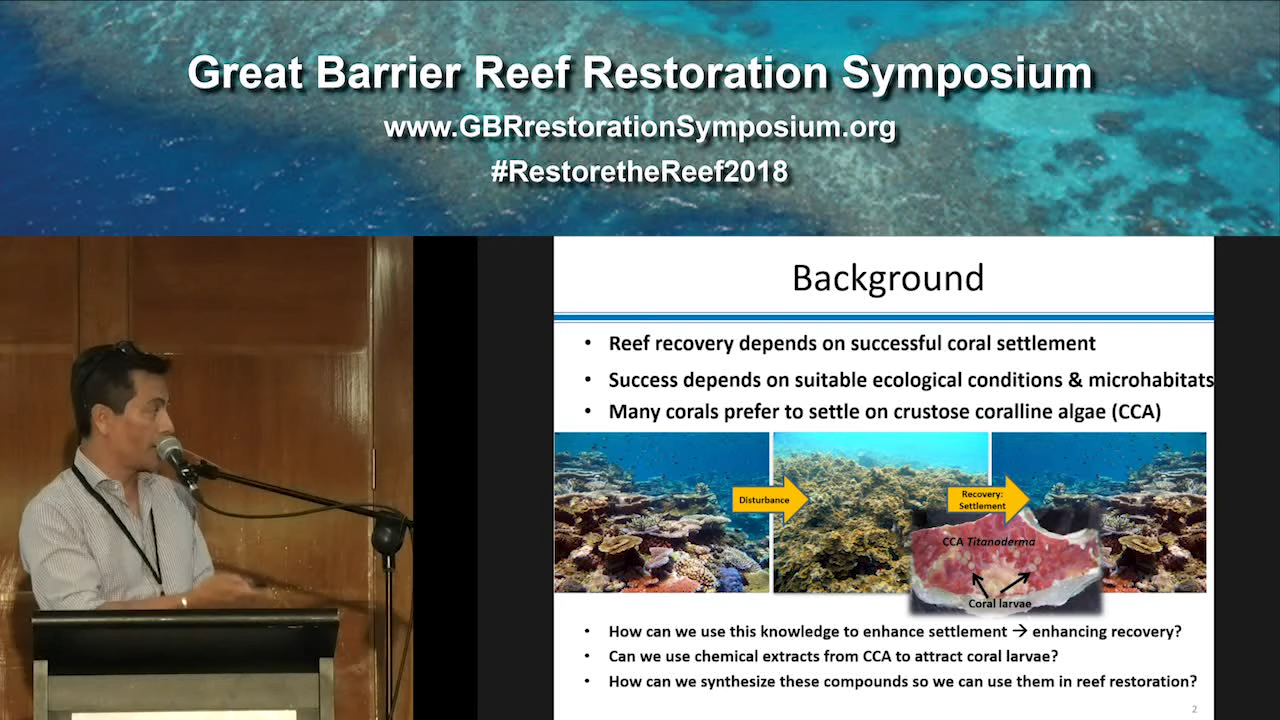 Great Barrier Reef Restoration Symposium
www.GBRrestorationSymposium.org
#RestoretheReef2018
Background
• Reef recovery depends on successful coral settlement
• Success depends on suitable ecological conditions & microhabitats
• Many corals prefer to settle on crustose coralline algae (CCA)
Disturbance
Recovery:
Settlement
CCA Titanoderma
Coral larvae
• How can we use this knowledge to enhance settlement → enhancing recovery?
• Can we use chemical extracts from CCA to attract coral larvae?
• How can we synthesize these compounds so we can use them in reef restoration?
2